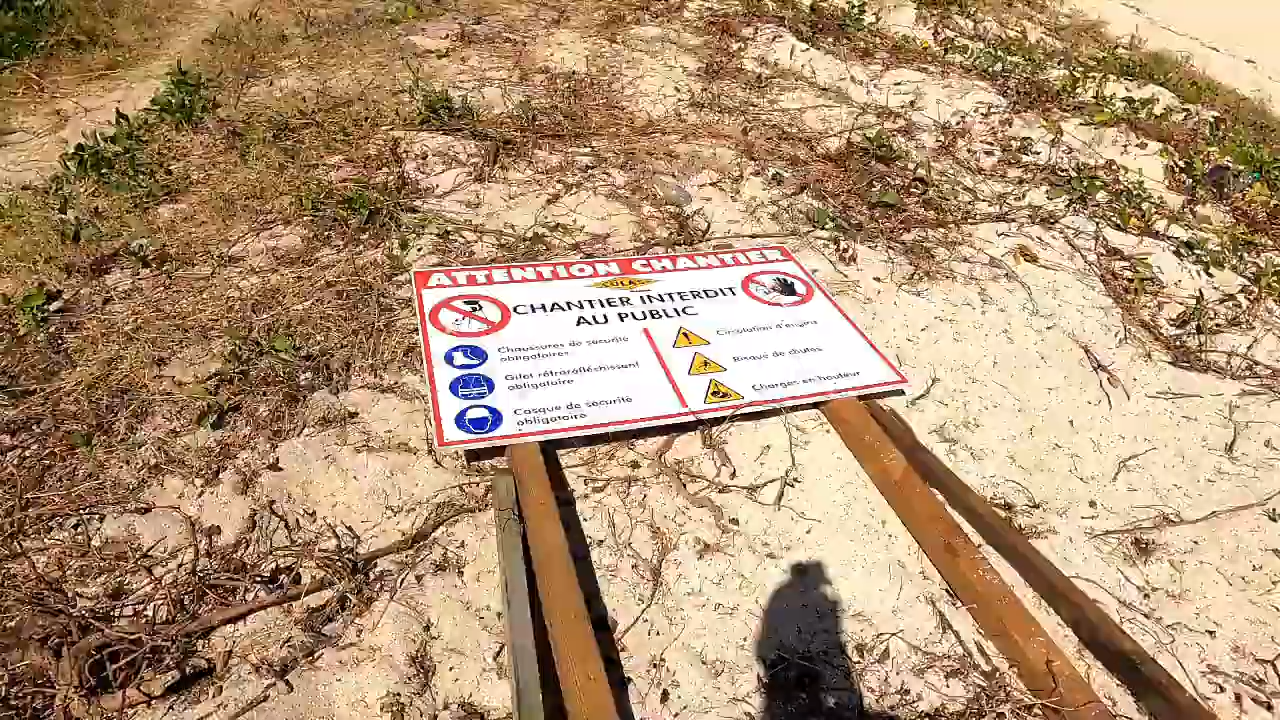 ATTENTION CHANTIER
CHANTIER INTERDIT
AU PUBLIC
Chaussures de sécurité
obligatoires
Gilet rétroréfléchissant
obligatoire
Casque de sécurité
obligatoire
Circulation d'engins
Risque de chutes
Charges en hauteur